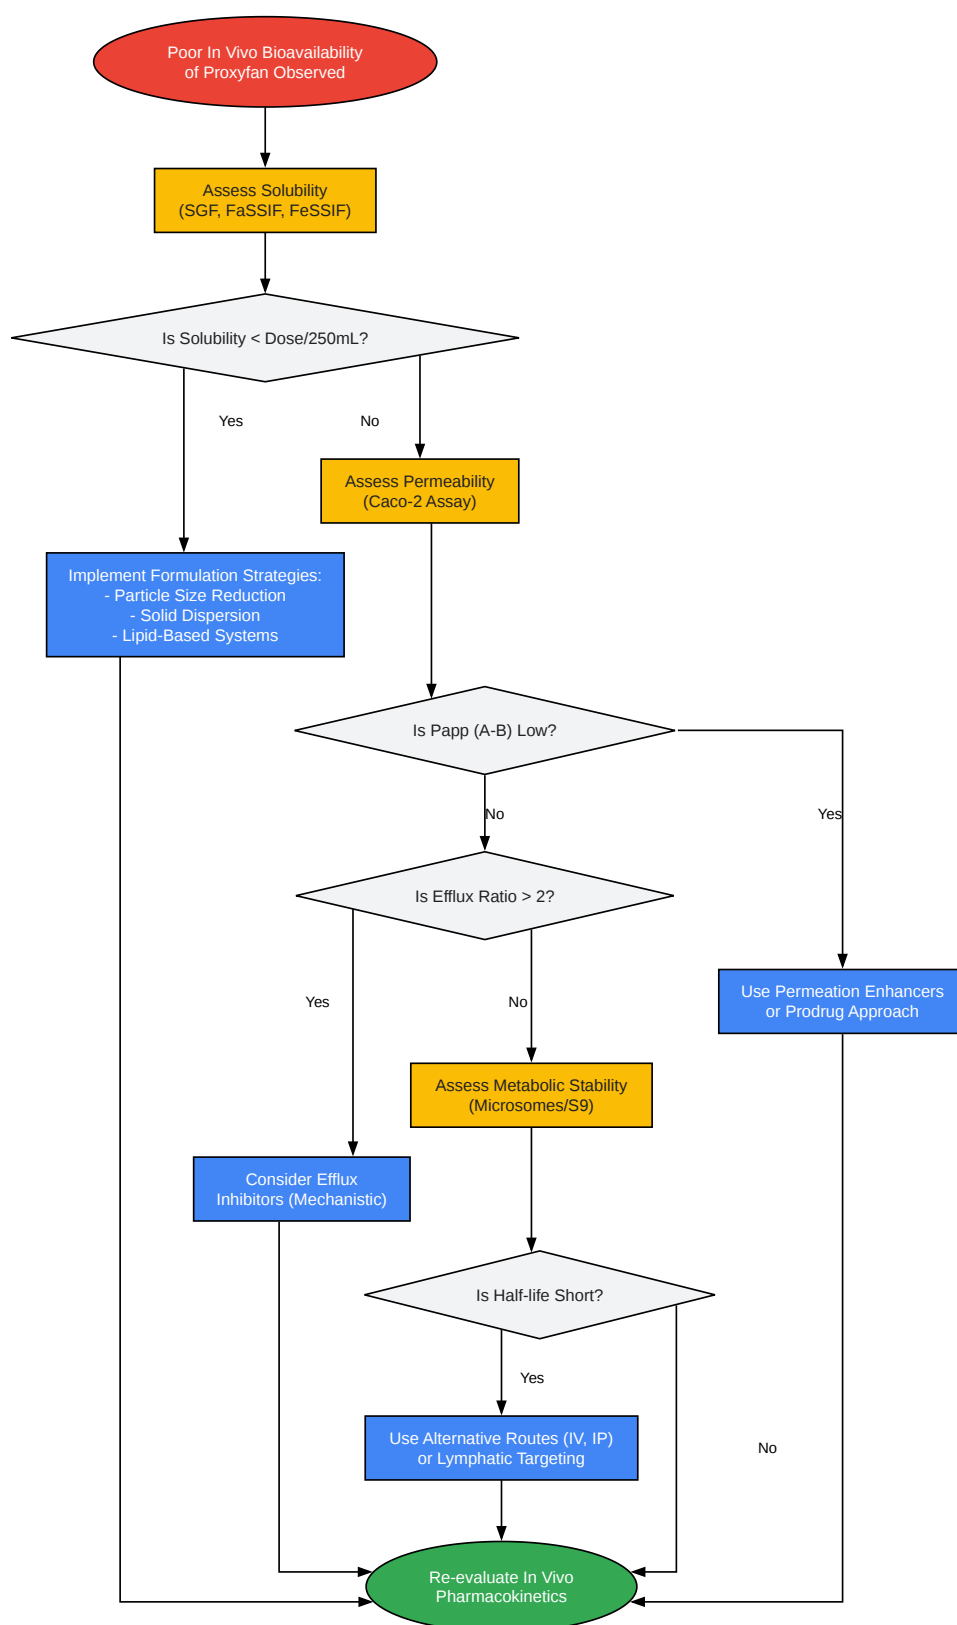 Poor In Vivo Bioavailability
of Proxyfan Observed
Assess Solubility
(SGF, FaSSIF, FeSSIF)
Is Solubility < Dose/250mL?
Yes
No
Assess Permeability
(Caco-2 Assay)
Implement Formulation Strategies:
- Particle Size Reduction
- Solid Dispersion
- Lipid-Based Systems
Is Papp (A-B) Low?
No
Yes
Is Efflux Ratio > 2?
Yes
No
Use Permeation Enhancers
or Prodrug Approach
Assess Metabolic Stability
(Microsomes/S9)
Consider Efflux
Inhibitors (Mechanistic)
Is Half-life Short?
Yes
No
Use Alternative Routes (IV, IP)
or Lymphatic Targeting
Re-evaluate In Vivo
Pharmacokinetics